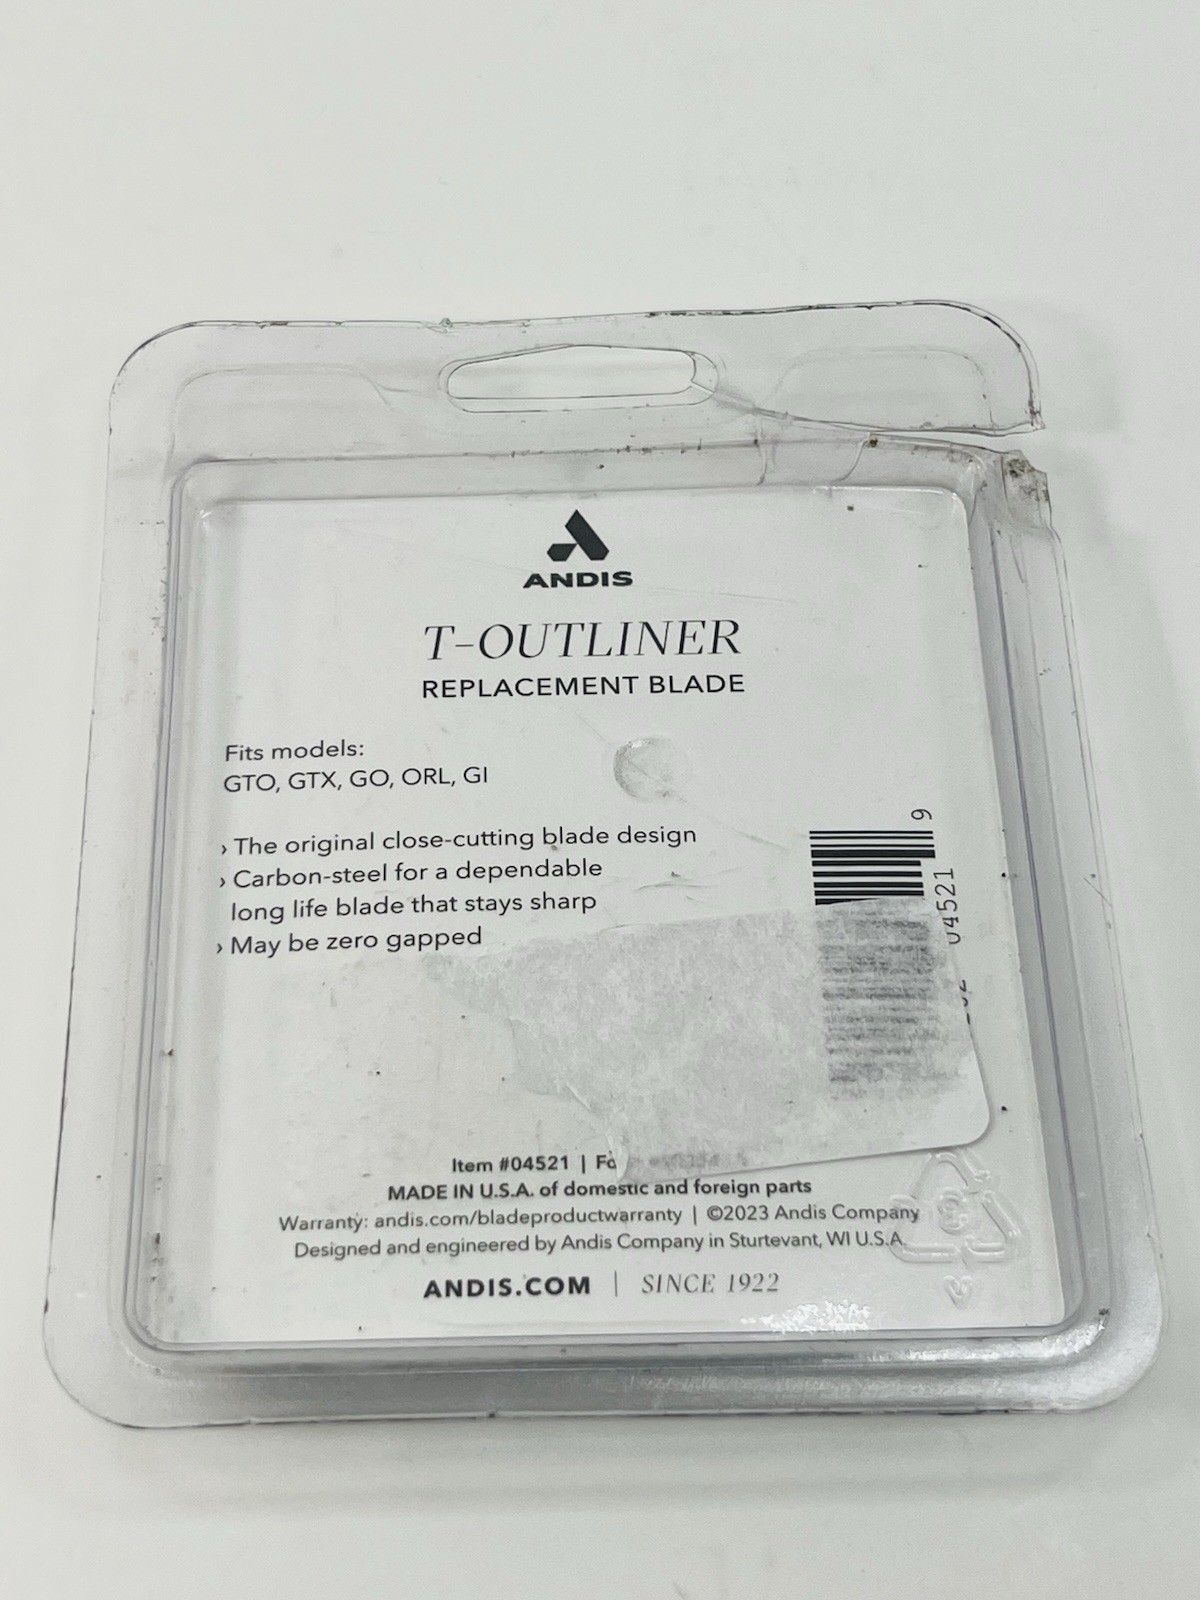 ANDIS
T-OUTLINER
REPLACEMENT BLADE
Fits models:
GTO, GTX, GO, ORL, GI
› The original close-cutting blade design
› Carbon-steel for a dependable
long life blade that stays sharp
› May be zero gapped
9
04521
Item #04521 |
MADE IN U.S.A. of domestic and foreign parts
Warranty: andis.com/bladeproductwarranty | ©2023 Andis Company
Designed and engineered by Andis Company in Sturtevant, WI U.S.A.
ANDIS.COM | SINCE 1922